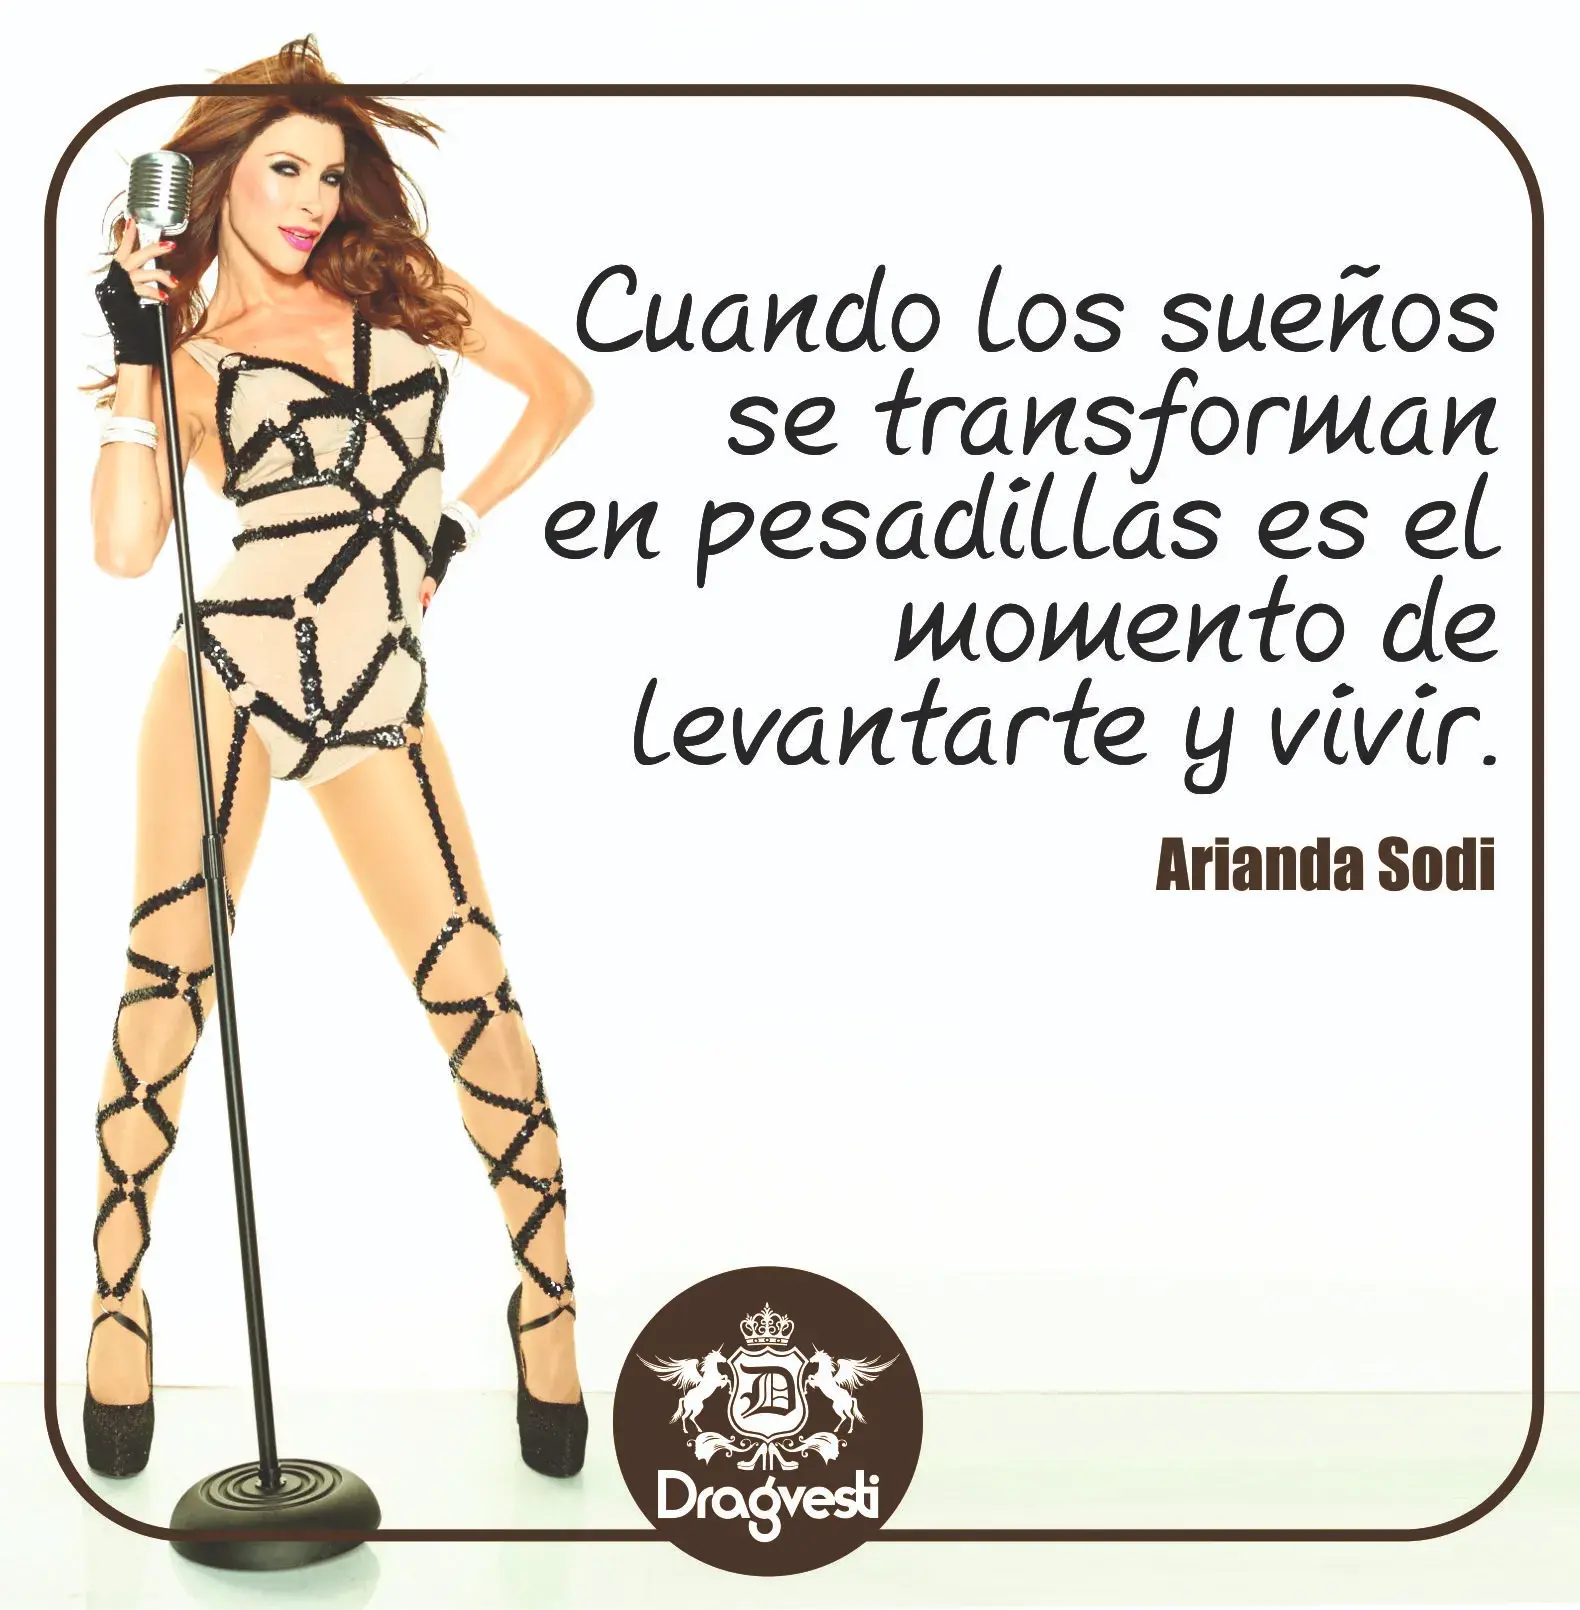 Cuando los sueños
se transforman
en pesadillas es el
momento de
levantarte y vivir.
Arianda Sodi
D
Dragvesti